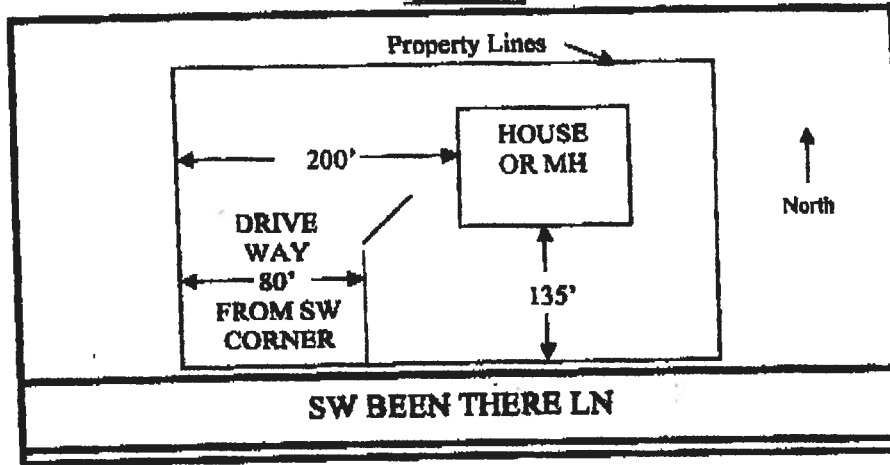 Property Lines
HOUSE
OR MH
200'
North
DRIVE
WAY
80'
FROM SW
CORNER
135'
SW BEEN THERE LN